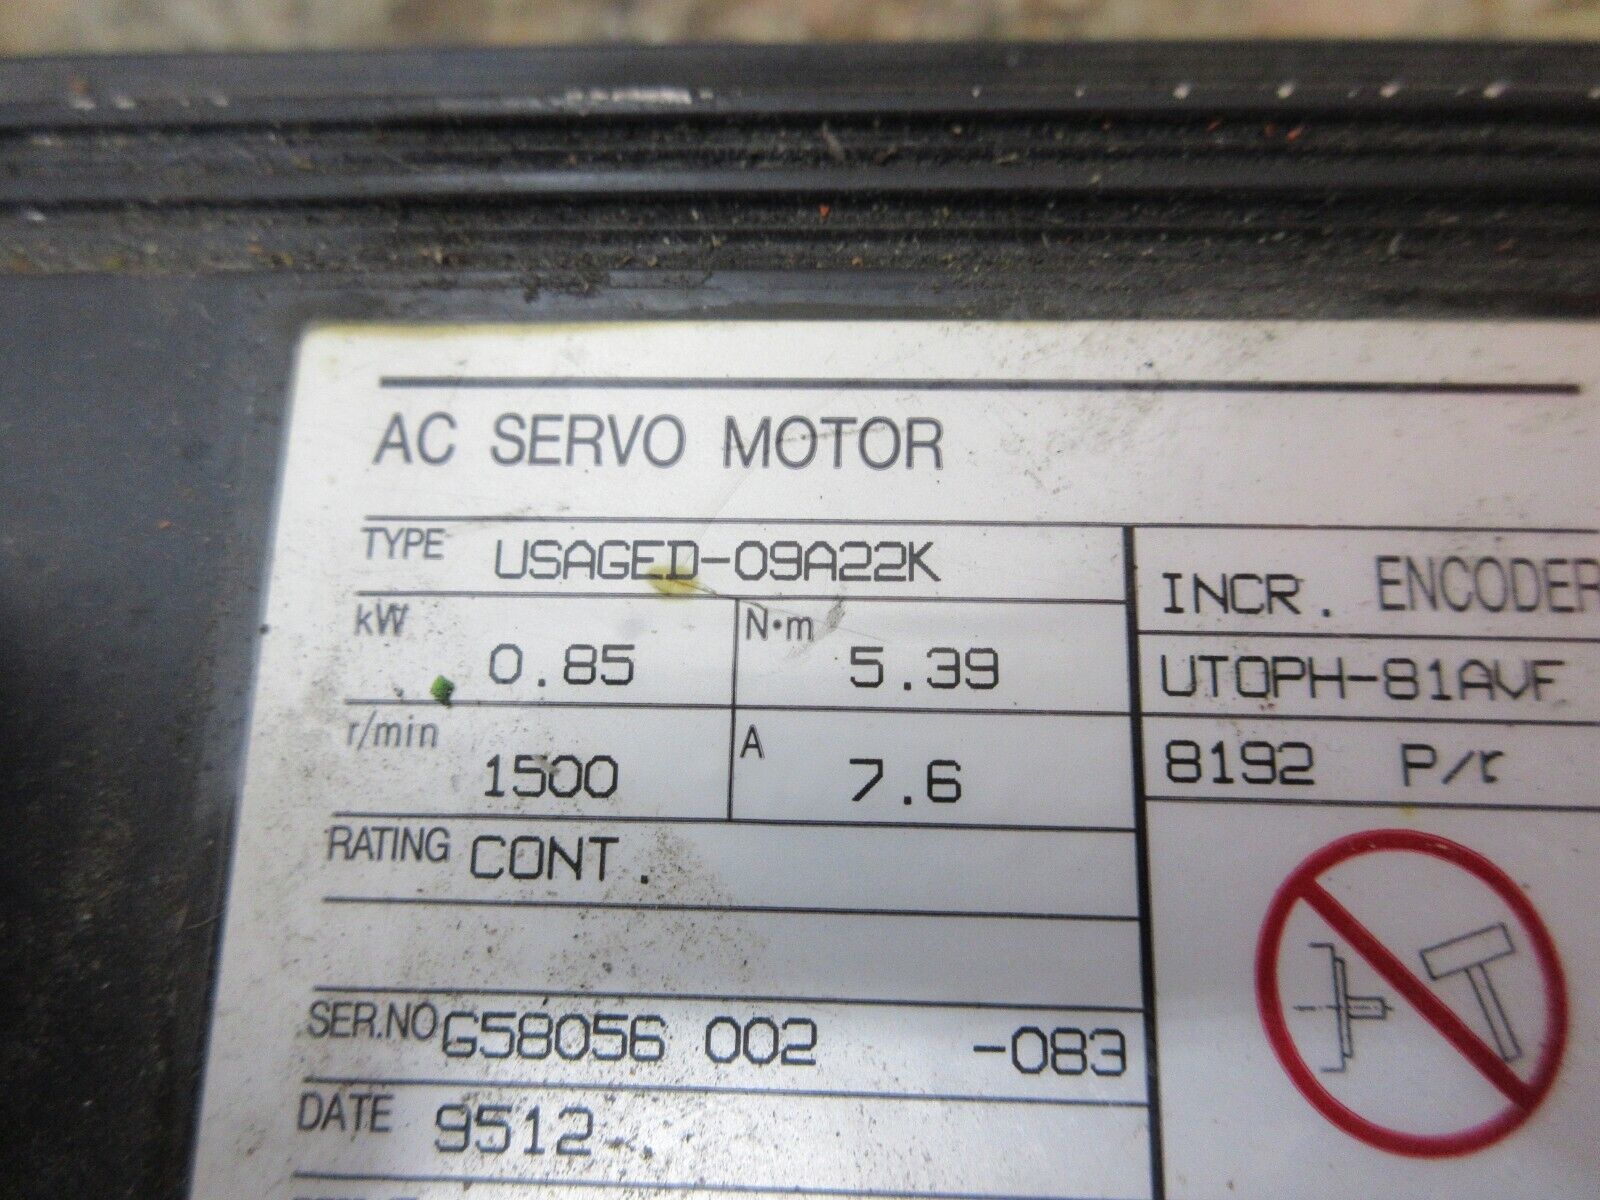 AC SERVO MOTOR
TYPE USAGED-09A22K
INCR. ENCODER
kW 0.85 N•m 5.39
UTOPH-81AVF
r/min 1500 A 7.6
8192 P/r
RATING CONT.
SER.NO G58056 002 -083
DATE 9512